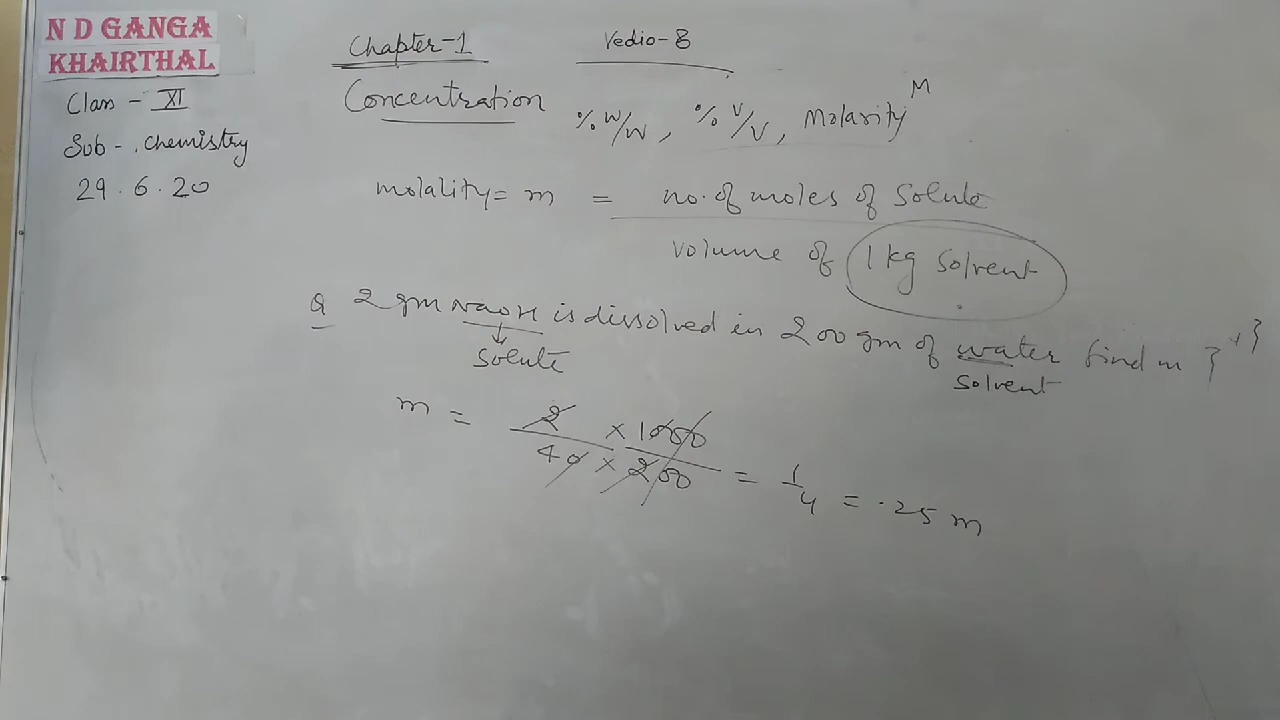 N D GANGA
KHAIRTHAL
Class - XI
Sub - Chemistry
29.6.20
Chapter-1 Vedio-8
Concentration % W/W, % V/V, Molarity M
molality = m = no. of moles of Solute
volume of 1 kg Solvent
Q 2 gm NaOH is dissolved in 200 gm of water find m ?
Solute
Solvent
m = 2 × 1000
40 × 200 = 1/4 = .25 m